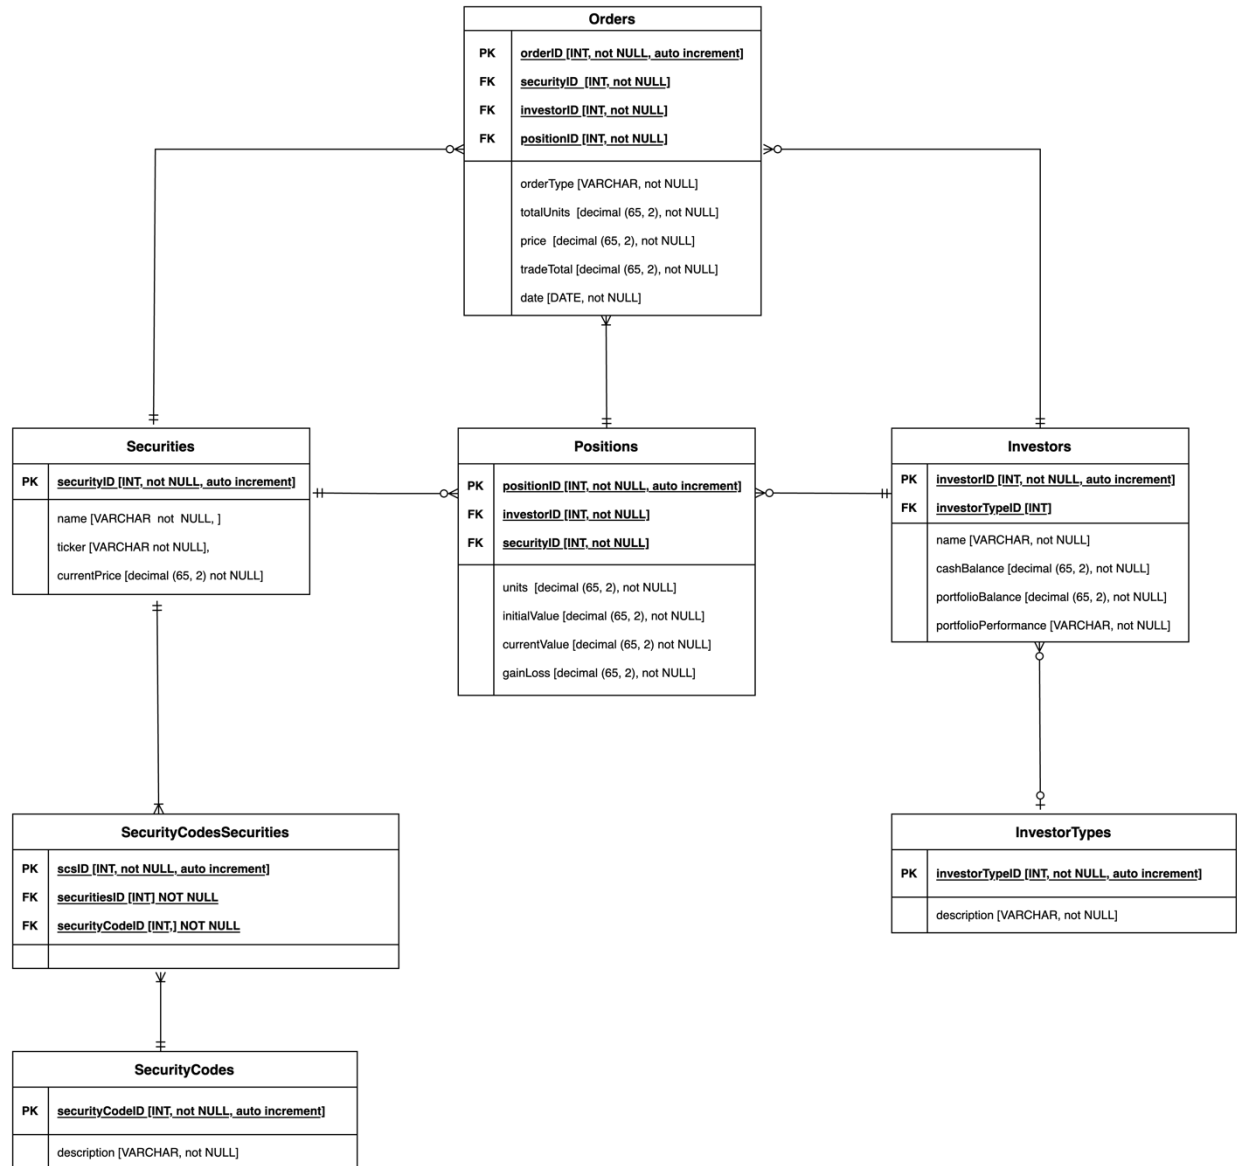 Orders
PK orderID [INT, not NULL, auto increment]
FK securityID [INT, not NULL]
FK investorID [INT, not NULL]
FK positionID [INT, not NULL]
orderType [VARCHAR, not NULL]
totalUnits [decimal (65, 2), not NULL]
price [decimal (65, 2), not NULL]
tradeTotal [decimal (65, 2), not NULL]
date [DATE, not NULL]
Securities
PK securityID [INT, not NULL, auto increment]
name [VARCHAR not NULL, ]
ticker [VARCHAR not NULL],
currentPrice [decimal (65, 2) not NULL]
Positions
PK positionID [INT, not NULL, auto increment]
FK investorID [INT, not NULL]
FK securityID [INT, not NULL]
units [decimal (65, 2), not NULL]
initialValue [decimal (65, 2), not NULL]
currentValue [decimal (65, 2) not NULL]
gainLoss [decimal (65, 2), not NULL]
Investors
PK investorID [INT, not NULL, auto increment]
FK investorTypeID [INT]
name [VARCHAR, not NULL]
cashBalance [decimal (65, 2), not NULL]
portfolioBalance [decimal (65, 2), not NULL]
portfolioPerformance [VARCHAR, not NULL]
SecurityCodesSecurities
PK scsID [INT, not NULL, auto increment]
FK securitiesID [INT] NOT NULL
FK securityCodeID [INT,] NOT NULL
InvestorTypes
PK investorTypeID [INT, not NULL, auto increment]
description [VARCHAR, not NULL]
SecurityCodes
PK securityCodeID [INT, not NULL, auto increment]
description [VARCHAR, not NULL]